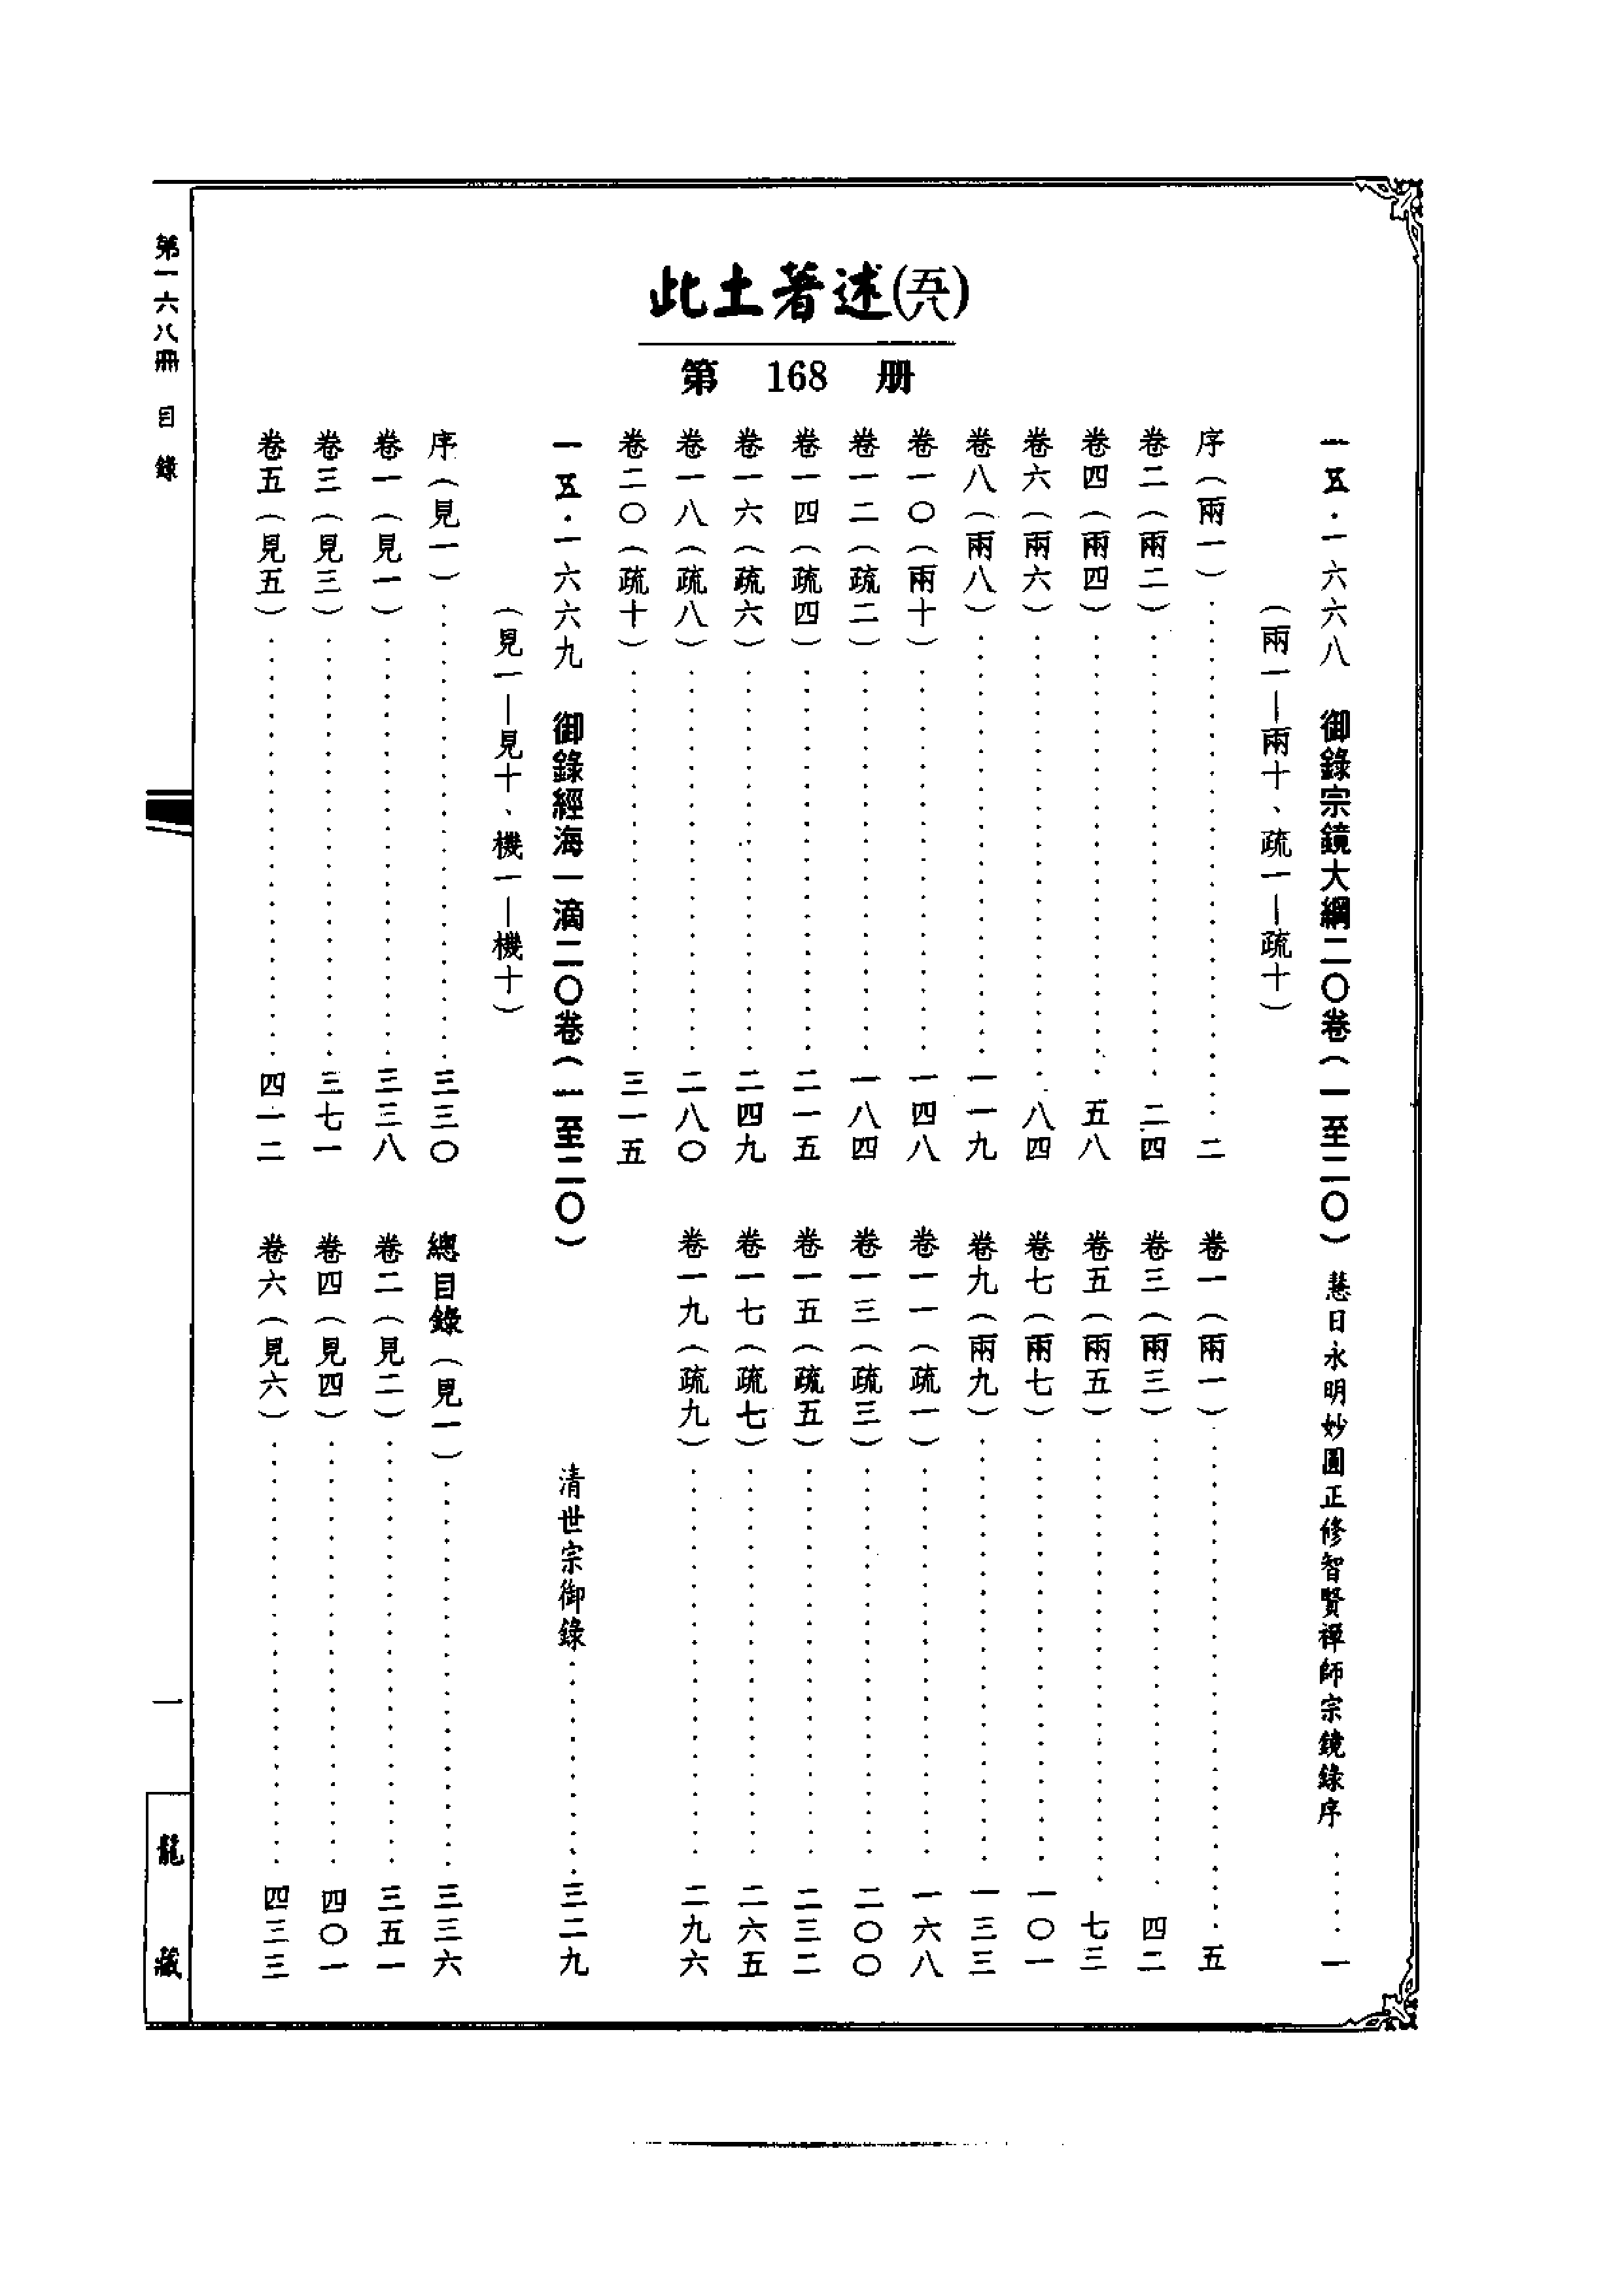 此土著述(五八)
第 168 册
一五·一六六八 御錄宗鏡大綱二〇卷(一至二〇) 慧日永明妙圓正修智賢禪師宗鏡錄序……一
(兩一—兩十、疏一—疏十)
序(兩一)……二 卷一(兩一)……五
卷二(兩二)……二四 卷三(兩三)……四二
卷四(兩四)……五八 卷五(兩五)……七三
卷六(兩六)……八四 卷七(兩七)……一〇一
卷八(兩八)……一一九 卷九(兩九)……一三三
卷一〇(兩十)……一四八 卷一一(疏一)……一六八
卷一二(疏二)……一八四 卷一三(疏三)……二〇〇
卷一四(疏四)……二一五 卷一五(疏五)……二三二
卷一六(疏六)……二四九 卷一七(疏七)……二六五
卷一八(疏八)……二八〇 卷一九(疏九)……二九六
卷二〇(疏十)……三一五
一五·一六六九 御錄經海一滴二〇卷(一至二〇) 清世宗御錄……三二九
(見一—見十、機一—機十)
序(見一)……三三〇 總目錄(見一)……三三六
卷一(見一)……三三八 卷二(見二)……三五一
卷三(見三)……三七一 卷四(見四)……四〇一
卷五(見五)……四一二 卷六(見六)……四三三
第一六八冊 目錄
一
龍藏